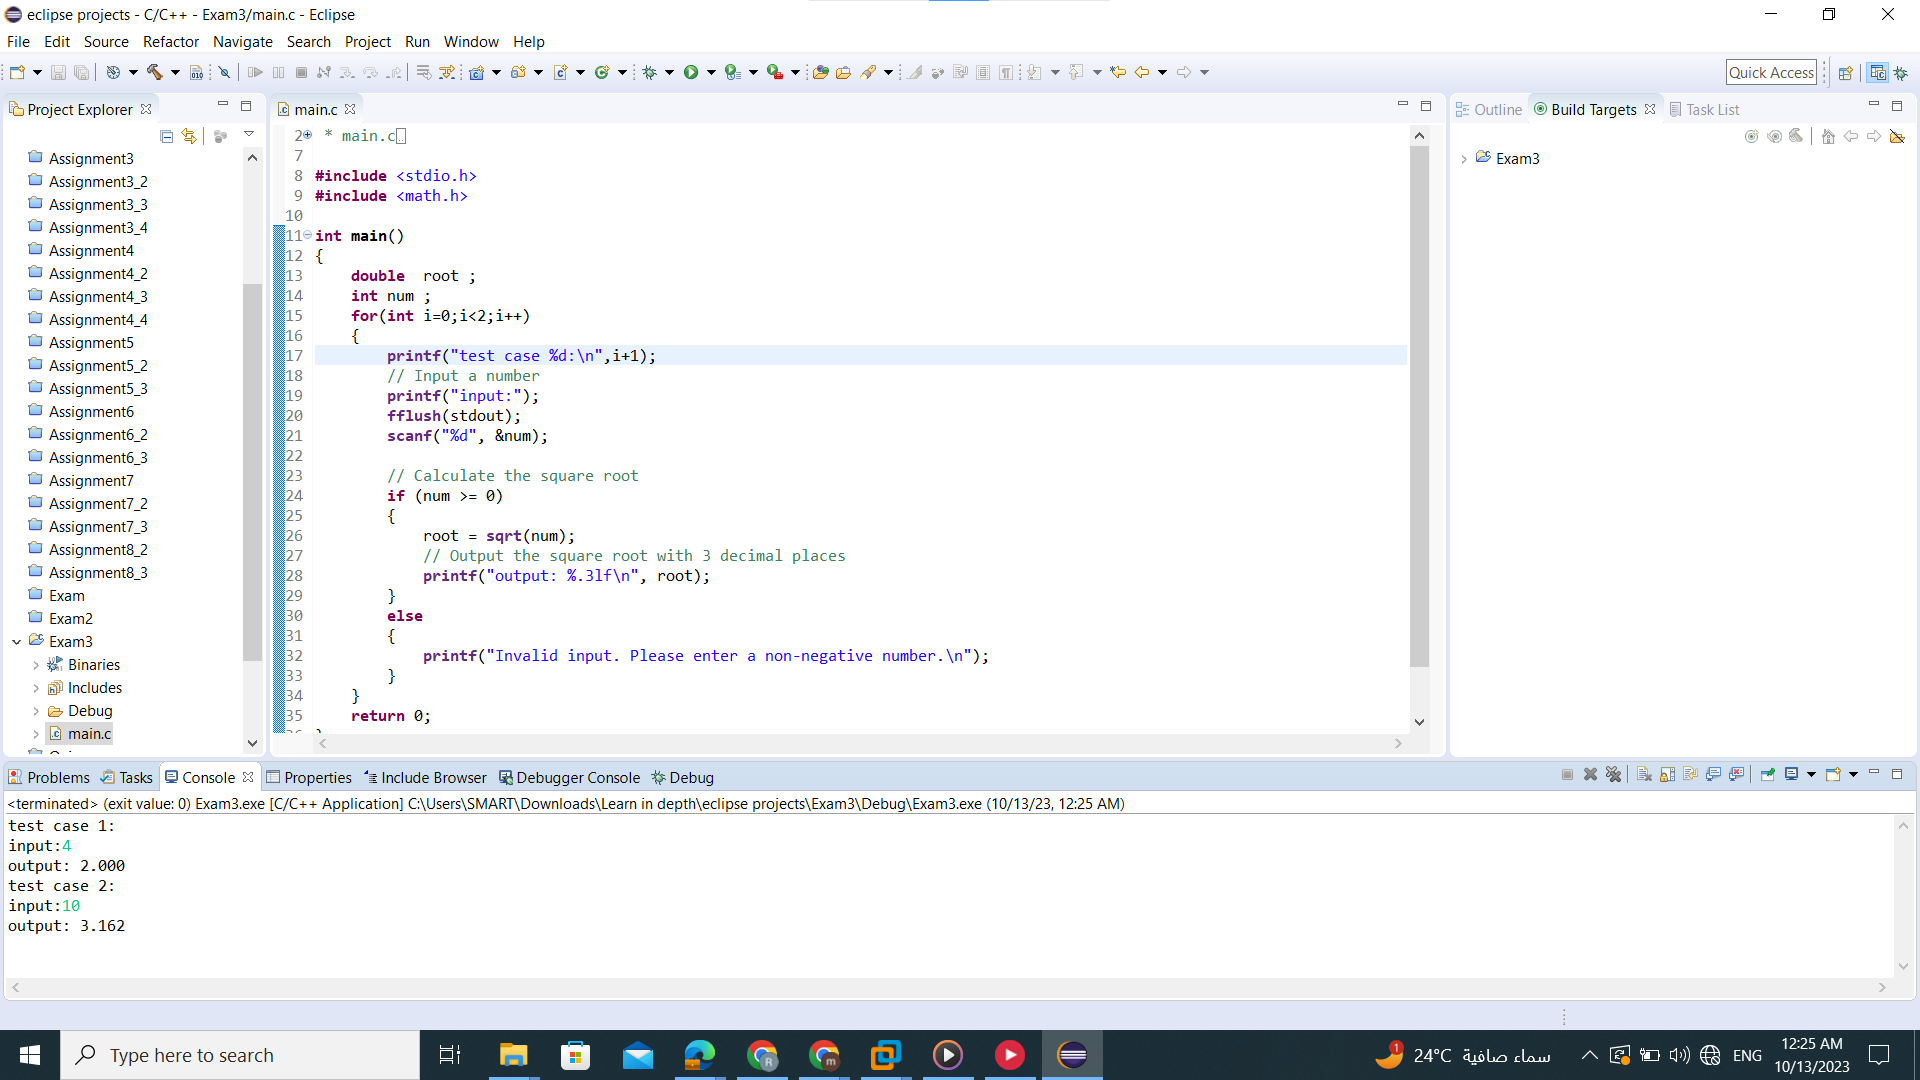 eclipse projects - C/C++ - Exam3/main.c - Eclipse
File Edit Source Refactor Navigate Search Project Run Window Help
Quick Access
Project Explorer
Assignment3
Assignment3_2
Assignment3_3
Assignment3_4
Assignment4
Assignment4_2
Assignment4_3
Assignment4_4
Assignment5
Assignment5_2
Assignment5_3
Assignment6
Assignment6_2
Assignment6_3
Assignment7
Assignment7_2
Assignment7_3
Assignment8_2
Assignment8_3
Exam
Exam2
Exam3
Binaries
Includes
Debug
main.c
main.c
2 * main.c
7
8 #include <stdio.h>
9 #include <math.h>
10
11 int main()
12 {
13 double  root ;
14 int num ;
15 for(int i=0;i<2;i++)
16 {
17 printf("test case %d:\n",i+1);
18 // Input a number
19 printf("input:");
20 fflush(stdout);
21 scanf("%d", &num);
22
23 // Calculate the square root
24 if (num >= 0)
25 {
26 root = sqrt(num);
27 // Output the square root with 3 decimal places
28 printf("output: %.3lf\n", root);
29 }
30 else
31 {
32 printf("Invalid input. Please enter a non-negative number.\n");
33 }
34 }
35 return 0;
Outline Build Targets Task List
Exam3
Problems Tasks Console Properties Include Browser Debugger Console Debug
<terminated> (exit value: 0) Exam3.exe [C/C++ Application] C:\Users\SMART\Downloads\Learn in depth\eclipse projects\Exam3\Debug\Exam3.exe (10/13/23, 12:25 AM)
test case 1:
input:4
output: 2.000
test case 2:
input:10
output: 3.162
Type here to search
1
24°C سماء صافية
ENG
12:25 AM
10/13/2023